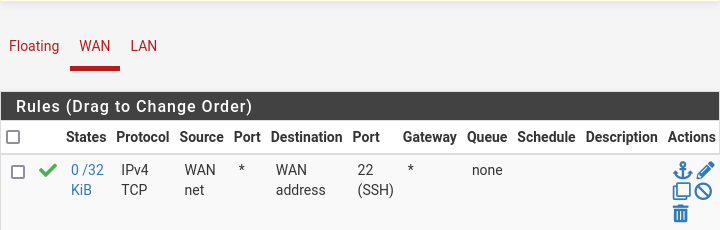 Floating WAN LAN
Rules (Drag to Change Order)
States Protocol Source Port Destination Port Gateway Queue Schedule Description Actions
0 /32 IPv4 WAN * WAN 22 * none
KiB TCP net address (SSH)